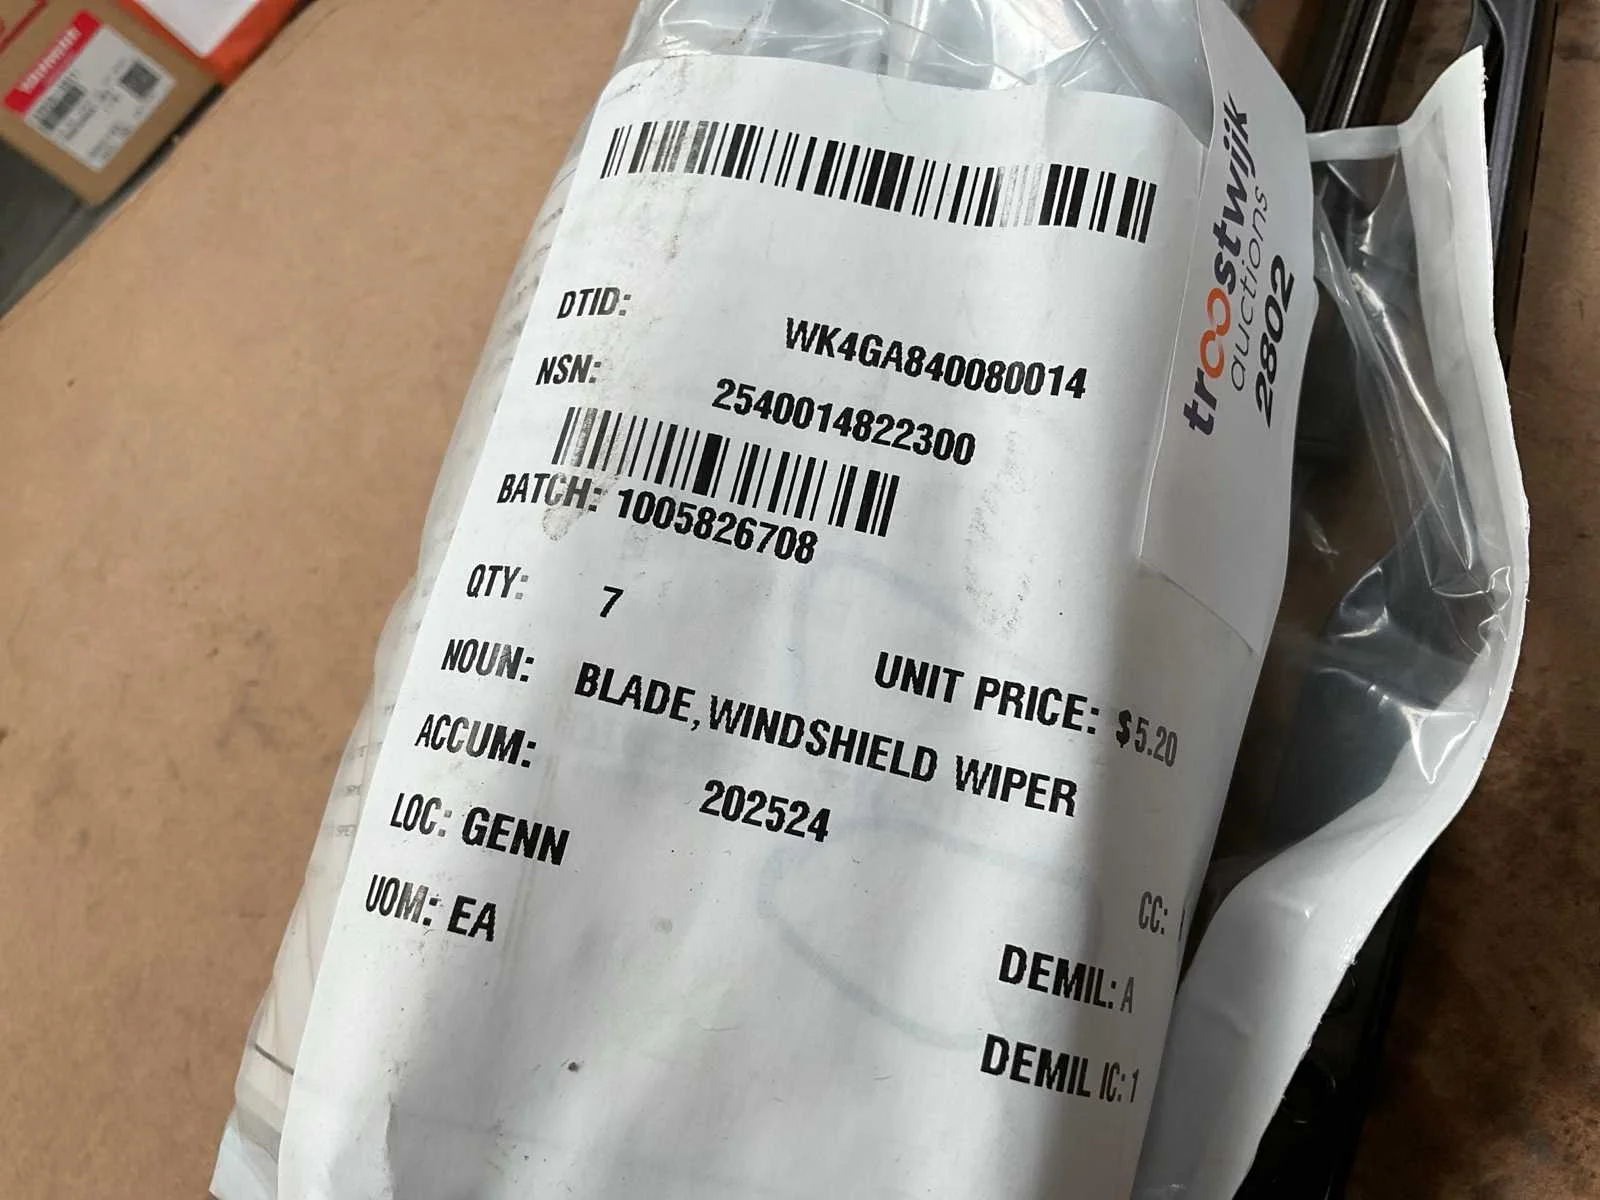 DTID:
WK4GA840080014
NSN:
2540014822300
BATCH: 1005826708
QTY: 7
UNIT PRICE: $5.20
NOUN: BLADE,WINDSHIELD WIPER
ACCUM:
202524
LOC: GENN
UOM: EA
CC:
DEMIL: A
DEMIL IC: 1
troostwijk
auctions
2802